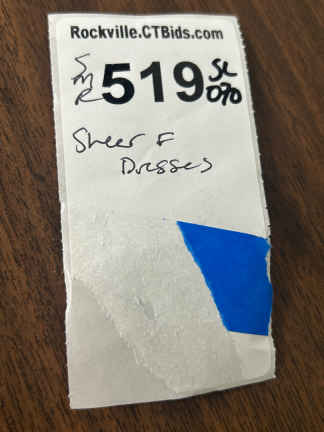 Rockville.CTBids.com
SMR 519 SL 070
Sheer &
Dresses